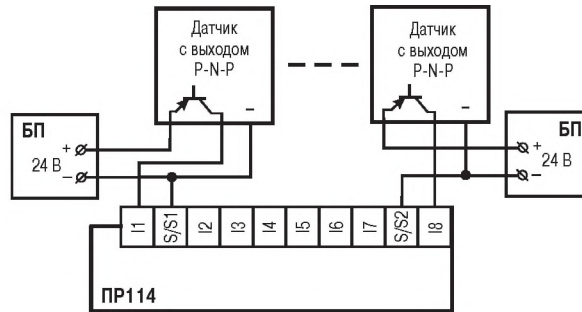 Датчик
с выходом
P-N-P
–
Датчик
с выходом
P-N-P
–
БП
+
24 В
–
БП
+
24 В
–
I1
S/S1
I2
I3
I4
I5
I6
I7
S/S2
I8
ПР114